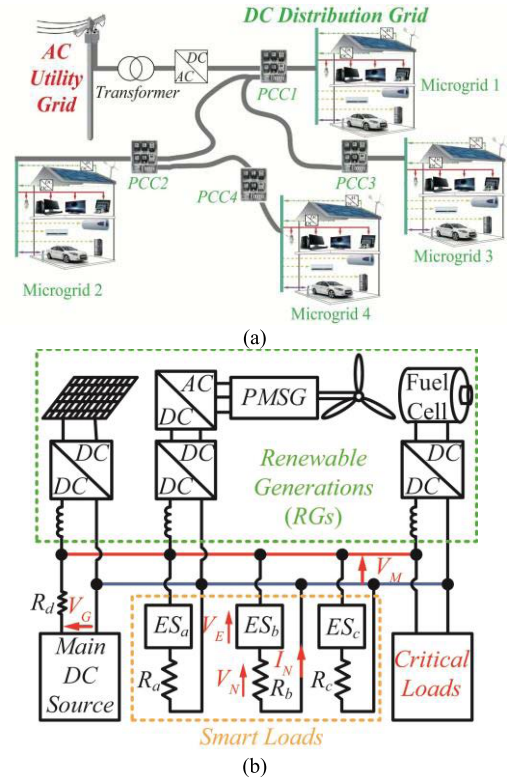 DC Distribution Grid
AC
Utility
Grid
Transformer
DC
AC
PCC1
Microgrid 1
PCC2
PCC4
PCC3
Microgrid 2
Microgrid 4
Microgrid 3
(a)
AC
DC
PMSG
Fuel
Cell
DC
DC
DC
DC
DC
DC
Renewable
Generations
(RGs)
V_M
R_d
V_G
Main
DC
Source
ES_a
V_E
ES_b
ES_c
R_a
V_N
R_b
I_N
R_c
Critical
Loads
Smart Loads
(b)